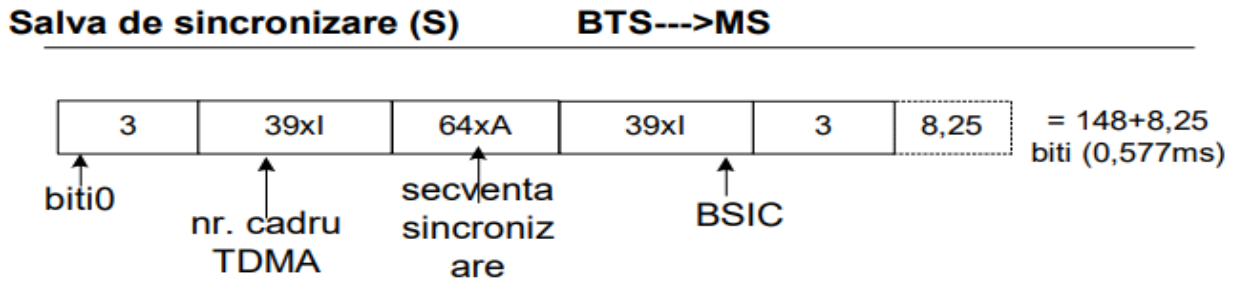 Salva de sincronizare (S) BTS--->MS
3 39xI 64xA 39xI 3 8,25 = 148+8,25
biti (0,577ms)
biti0
nr. cadru
TDMA
secventa
sincroniz
are
BSIC